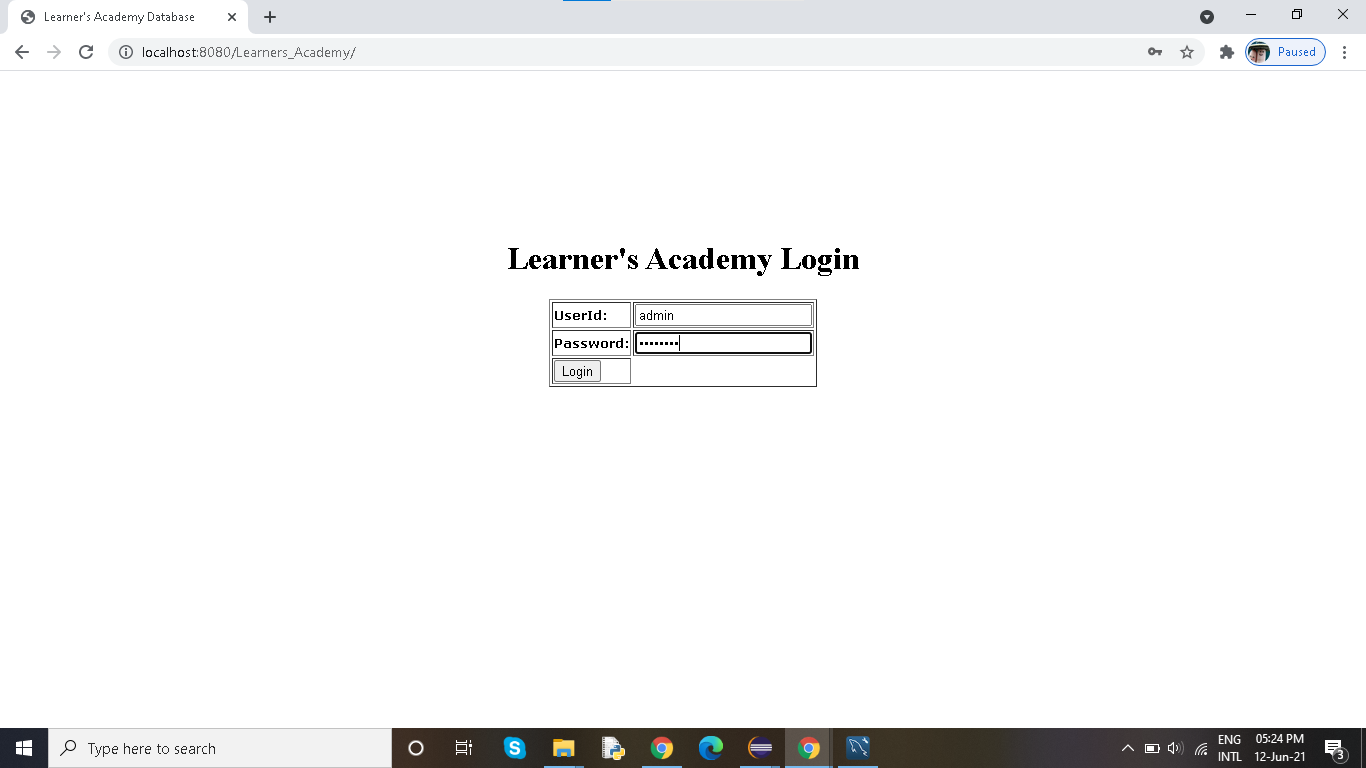 Learner's Academy Database
localhost:8080/Learners_Academy/
Paused
Learner's Academy Login
UserId:
admin
Password:
••••••••
Login
Type here to search
ENG
INTL
05:24 PM
12-Jun-21
3